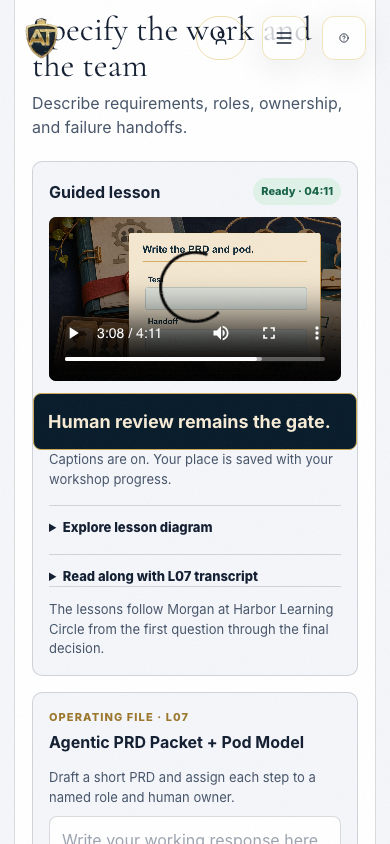 Specify the work and
the team
AT
Describe requirements, roles, ownership,
and failure handoffs.
Guided lesson
Ready · 04:11
Write the PRD and pod.
Test
Handoff
3:08 / 4:11
Human review remains the gate.
Captions are on. Your place is saved with your
workshop progress.
Explore lesson diagram
Read along with L07 transcript
The lessons follow Morgan at Harbor Learning
Circle from the first question through the final
decision.
OPERATING FILE · L07
Agentic PRD Packet + Pod Model
Draft a short PRD and assign each step to a
named role and human owner.
Write your working response here